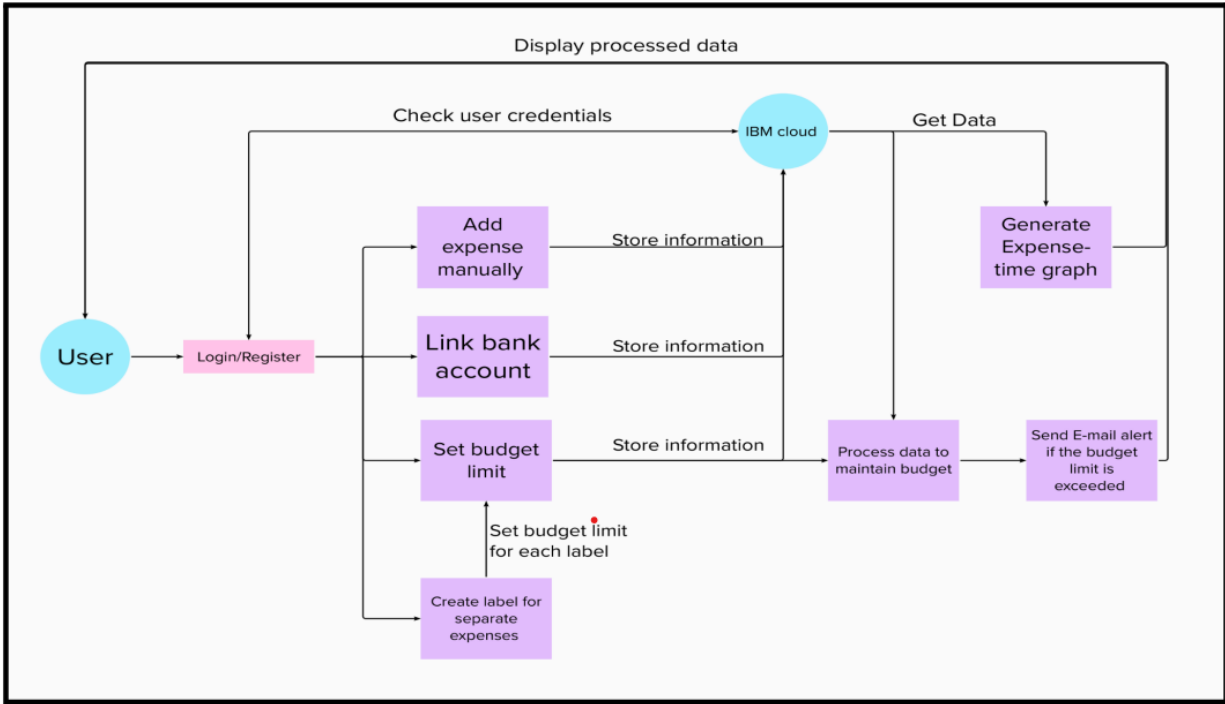 Display processed data
Check user credentials
IBM cloud
Get Data
Add
expense
manually
Store information
Generate
Expense-
time graph
User
Login/Register
Link bank
account
Store information
Set budget
limit
Store information
Process data to
maintain budget
Send E-mail alert
if the budget
limit is
exceeded
Set budget limit
for each label
Create label for
separate
expenses